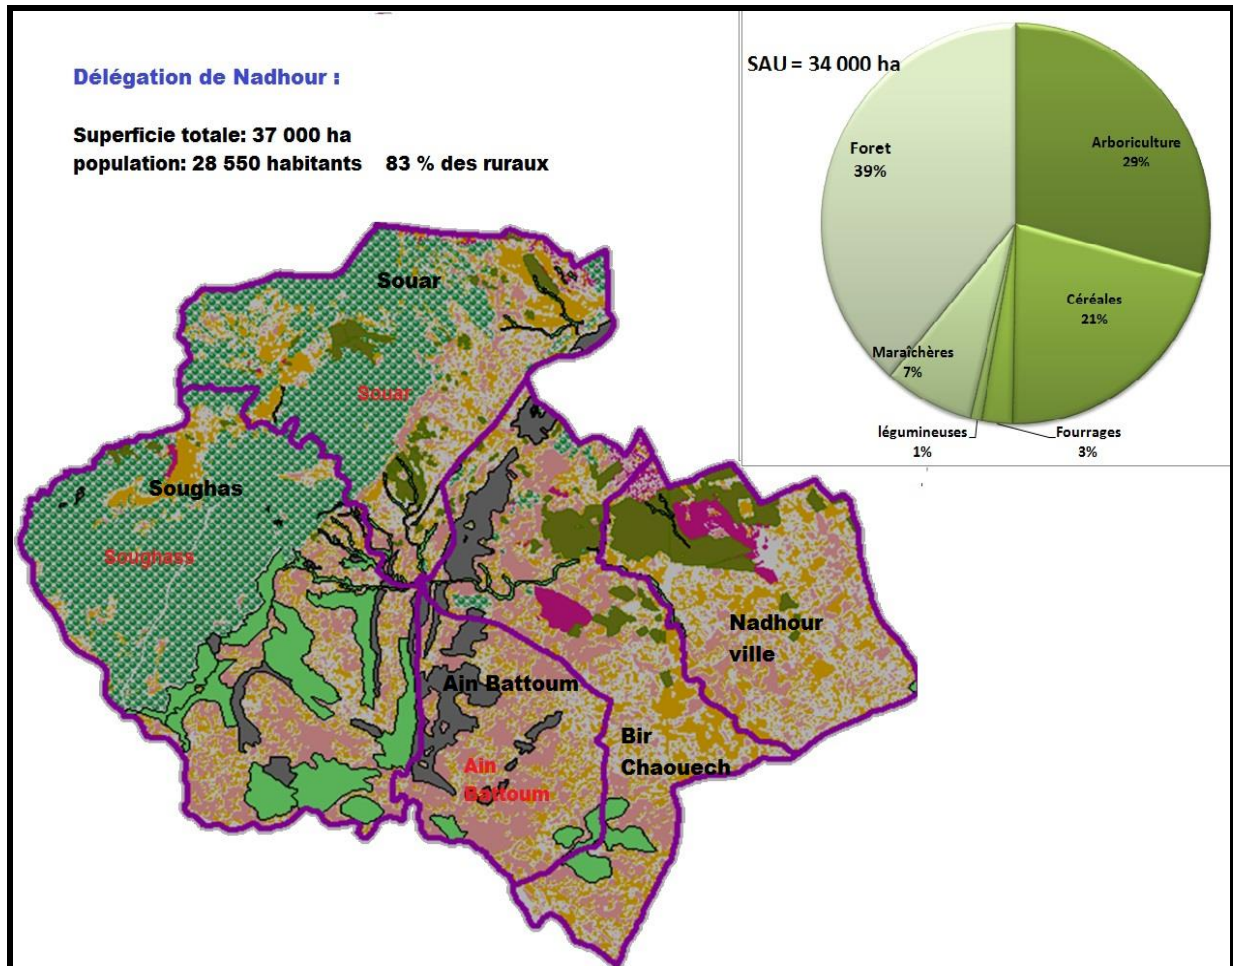 Délégation de Nadhour :
Superficie totale: 37 000 ha
population: 28 550 habitants 83 % des ruraux
SAU = 34 000 ha
Foret
39%
Arboriculture
29%
Céréales
21%
Maraîchères
7%
légumineuses
1%
Fourrages
3%
Souar
Souar
Soughas
Soughass
Nadhour
ville
Ain Battoum
Bir
Chaouech
Ain
Battoum